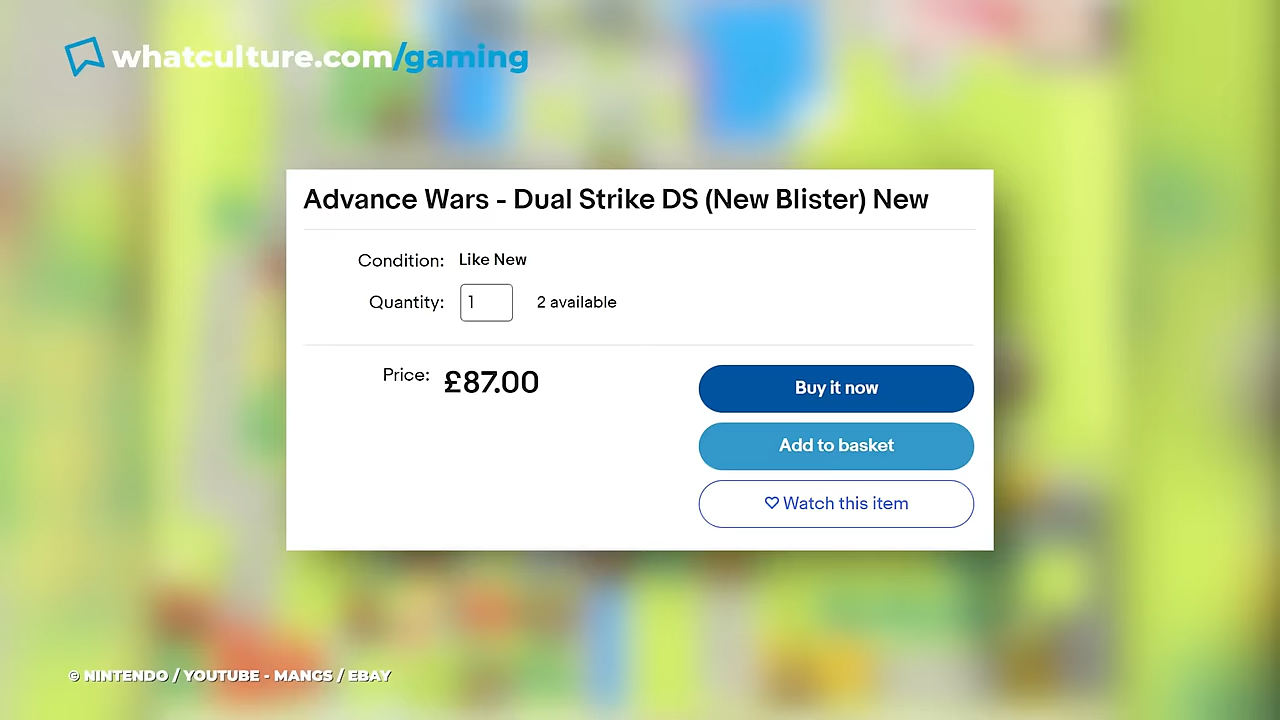 whatculture.com/gaming
Advance Wars - Dual Strike DS (New Blister) New
Condition: Like New
Quantity: 1 2 available
Price: £87.00
Buy it now
Add to basket
Watch this item
© NINTENDO / YOUTUBE - MANGS / EBAY